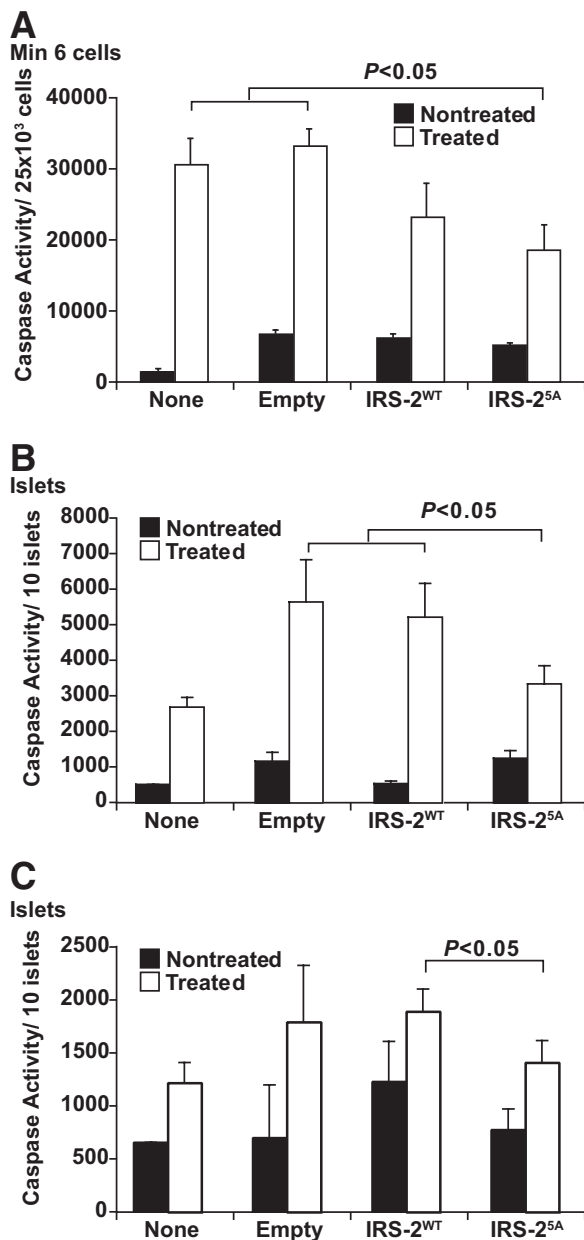 A
Min 6 cells
P<0.05
Nontreated
Treated
Caspase Activity/ 25x10³ cells
40000
30000
20000
10000
0
None Empty IRS-2ᵂᵀ IRS-2⁵ᴬ
B
Islets
P<0.05
Nontreated
Treated
Caspase Activity/ 10 islets
8000
7000
6000
5000
4000
3000
2000
1000
0
None Empty IRS-2ᵂᵀ IRS-2⁵ᴬ
C
Islets
P<0.05
Nontreated
Treated
Caspase Activity/ 10 islets
2500
2000
1500
1000
500
0
None Empty IRS-2ᵂᵀ IRS-2⁵ᴬ